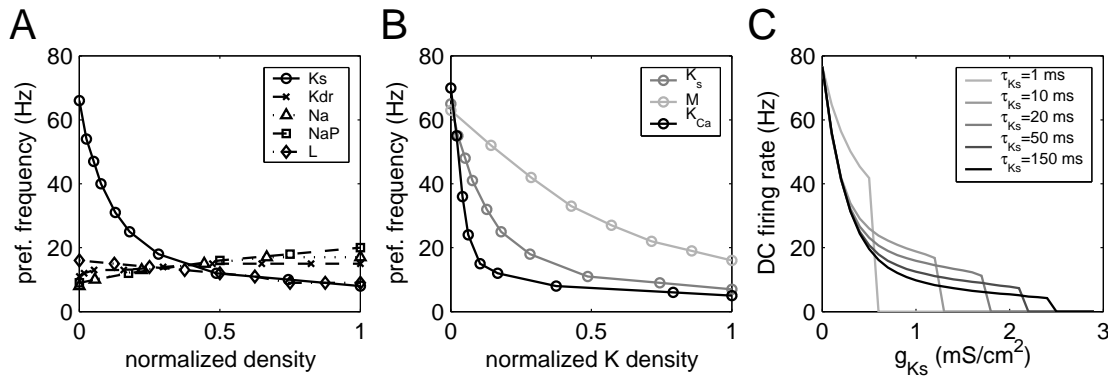 A
pref. frequency (Hz)
80
60
40
20
0
0
0.5
1
normalized density
Ks
Kdr
Na
NaP
L
B
pref. frequency (Hz)
80
60
40
20
0
0
0.5
1
normalized K density
Ks
M
KCa
C
DC firing rate (Hz)
80
60
40
20
0
0
1
2
3
gKs (mS/cm2)
τKs=1 ms
τKs=10 ms
τKs=20 ms
τKs=50 ms
τKs=150 ms